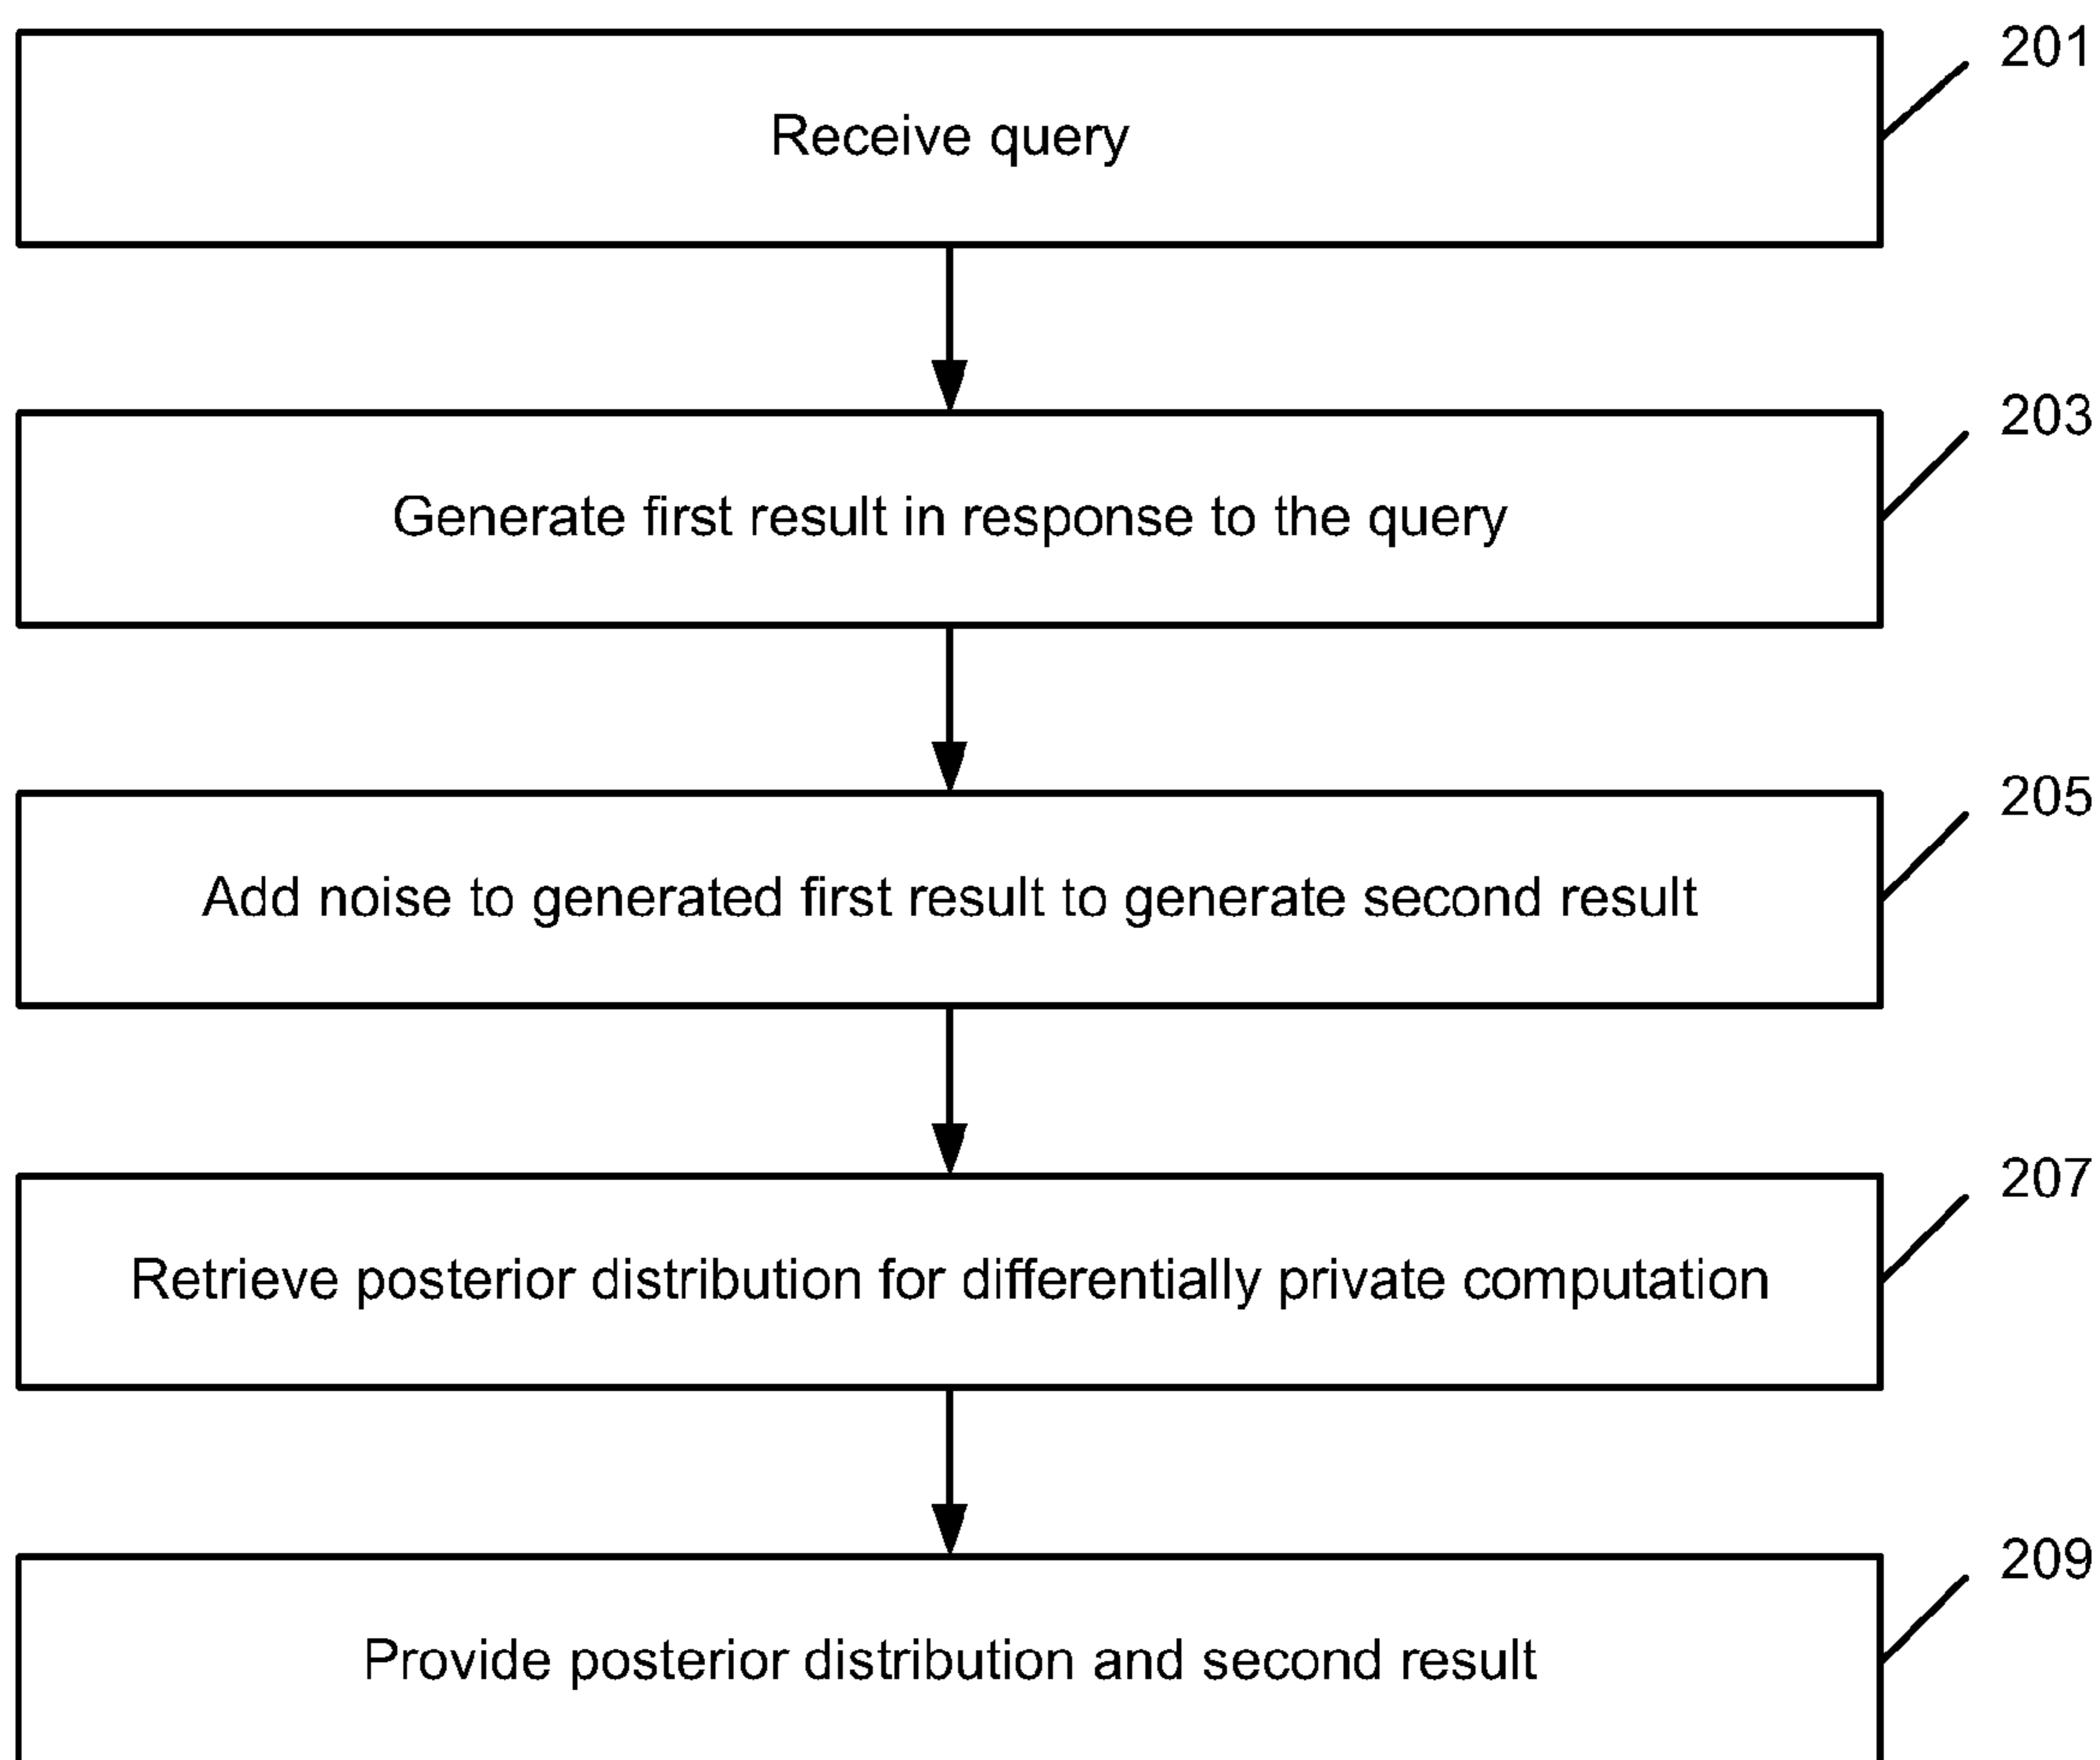 201
Receive query
203
Generate first result in response to the query
205
Add noise to generated first result to generate second result
207
Retrieve posterior distribution for differentially private computation
209
Provide posterior distribution and second result